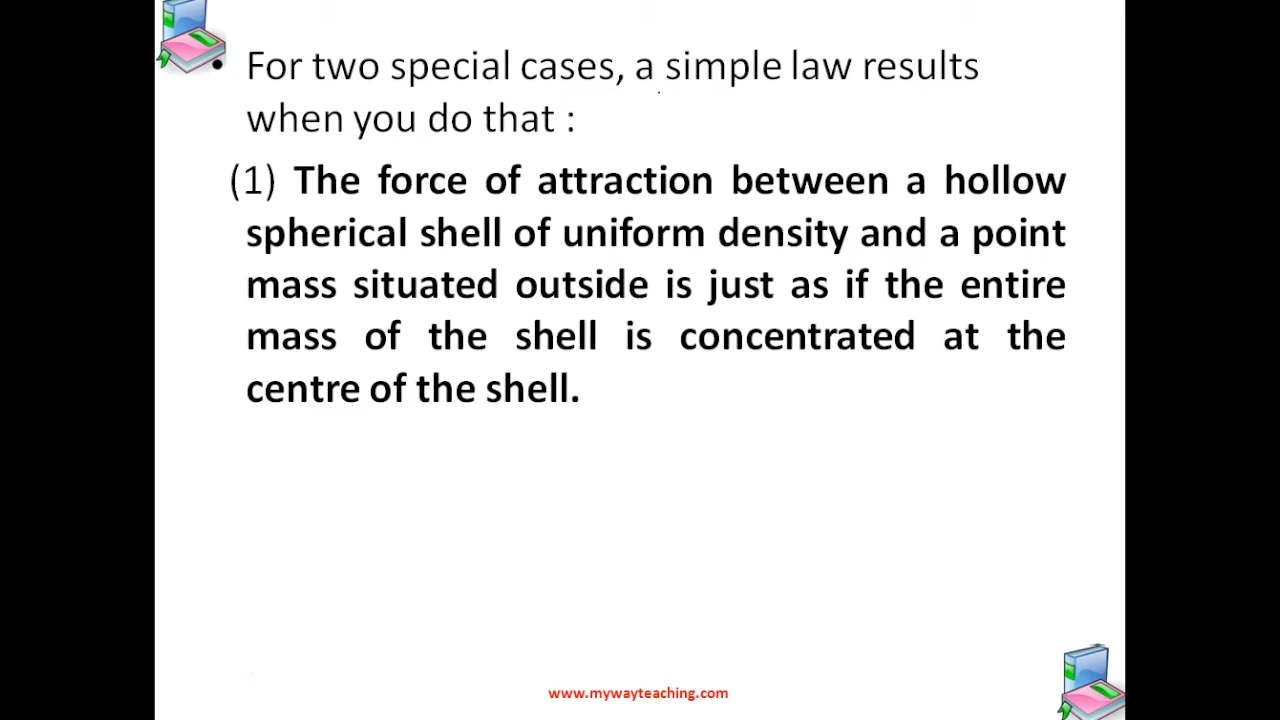 • For two special cases, a simple law results
when you do that :
(1) The force of attraction between a hollow
spherical shell of uniform density and a point
mass situated outside is just as if the entire
mass of the shell is concentrated at the
centre of the shell.
www.mywayteaching.com